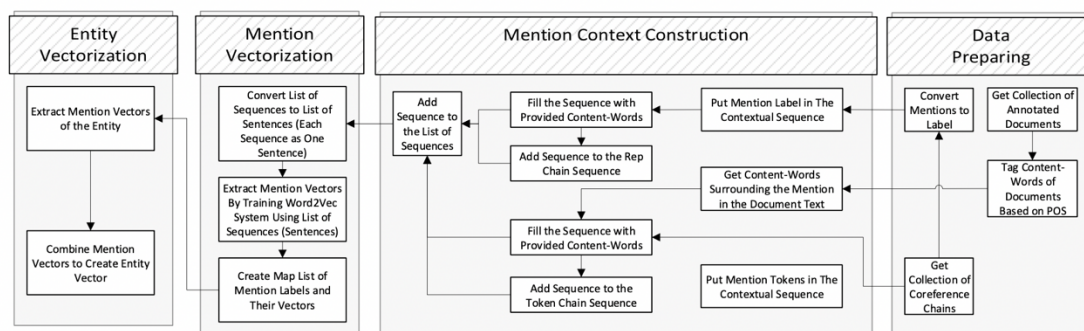 Entity
Vectorization
Extract Mention Vectors
of the Entity
Combine Mention
Vectors to Create Entity
Vector
Mention
Vectorization
Convert List of
Sequences to List of
Sentences (Each
Sequence as One
Sentence)
Extract Mention Vectors
By Training Word2Vec
System Using List of
Sequences (Sentences)
Create Map List of
Mention Labels and
Their Vectors
Mention Context Construction
Add
Sequence to
the List of
Sequences
Fill the Sequence with
Provided Content-Words
Add Sequence to the Rep
Chain Sequence
Fill the Sequence with
Provided Content-Words
Add Sequence to the
Token Chain Sequence
Put Mention Label in The
Contextual Sequence
Get Content-Words
Surrounding the Mention
in the Document Text
Put Mention Tokens in The
Contextual Sequence
Data
Preparing
Convert
Mentions to
Label
Get Collection of
Annotated
Documents
Tag Content-
Words of
Documents
Based on POS
Get
Collection of
Coreference
Chains